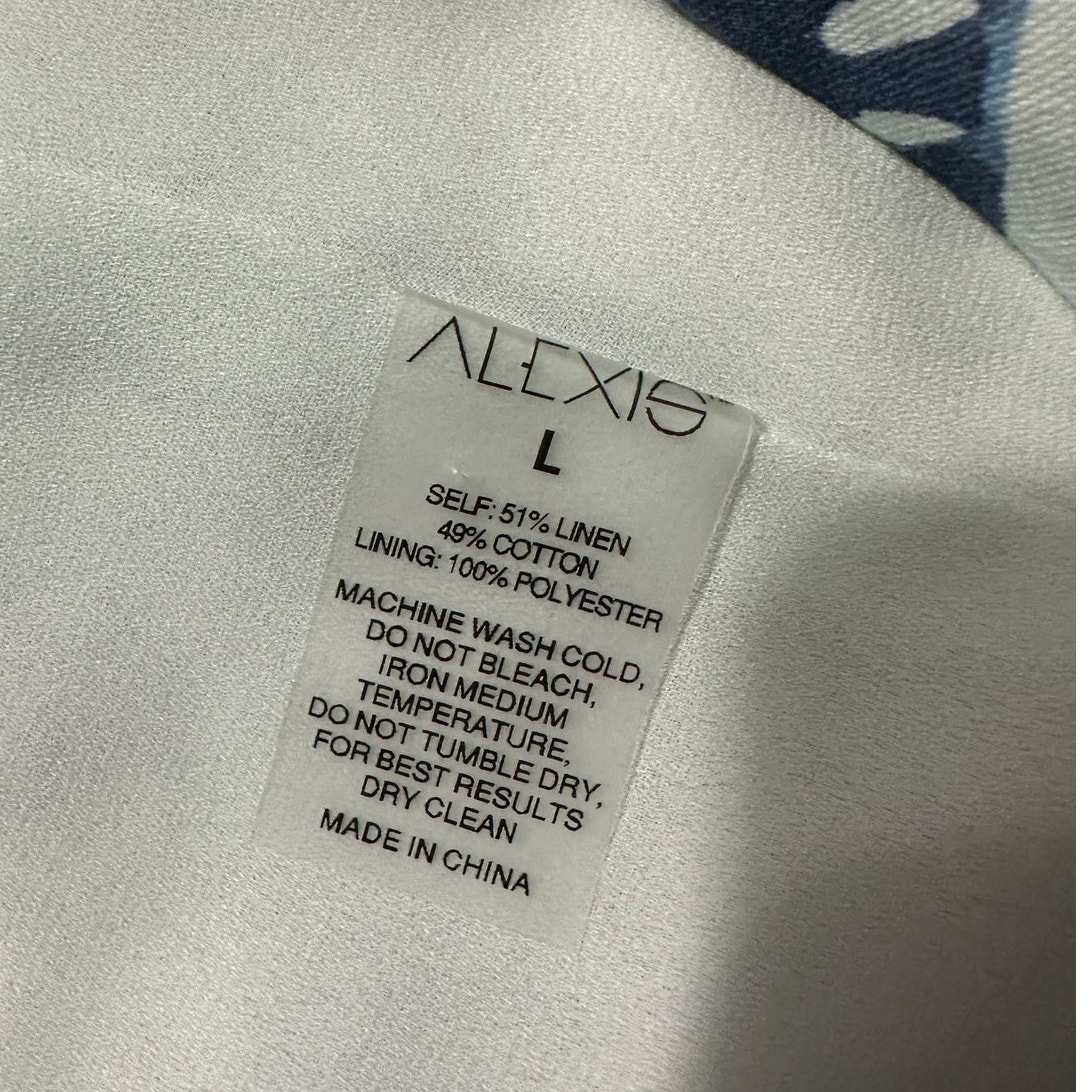 ALEXIS™
L
SELF: 51% LINEN
49% COTTON
LINING: 100% POLYESTER
MACHINE WASH COLD,
DO NOT BLEACH,
IRON MEDIUM
TEMPERATURE,
DO NOT TUMBLE DRY,
FOR BEST RESULTS
DRY CLEAN
MADE IN CHINA